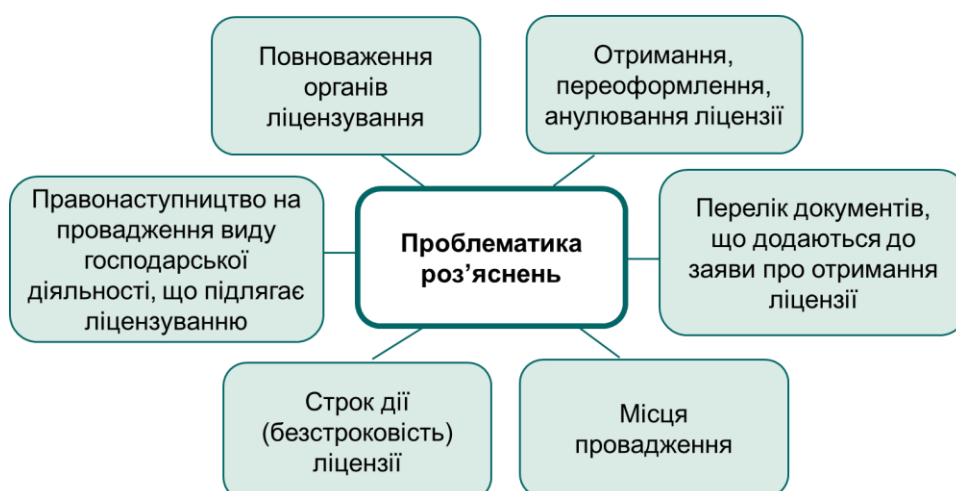 Повноваження
органів
ліцензування
Отримання,
переоформлення,
анулювання ліцензії
Правонаступництво на
провадження виду
господарської
діяльності, що підлягає
ліцензуванню
Проблематика
роз’яснень
Перелік документів,
що додаються до
заяви про отримання
ліцензії
Строк дії
(безстроковість)
ліцензії
Місця
провадження